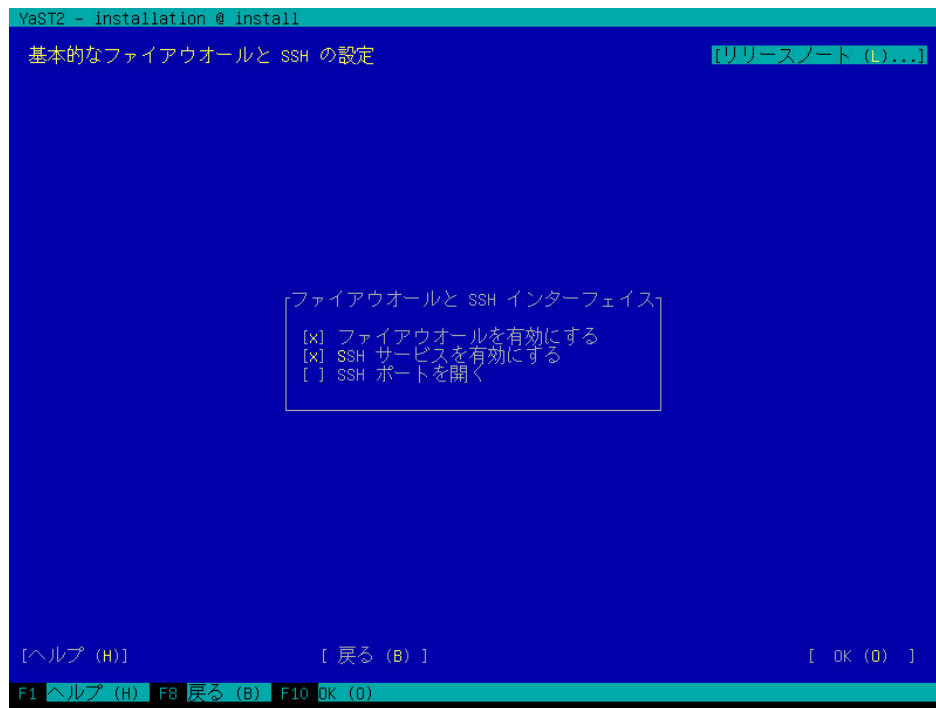 YaST2 - installation @ install
基本的なファイアウオールと SSH の設定
[リリースノート (L)...]
ファイアウオールと SSH インターフェイス
[x] ファイアウオールを有効にする
[x] SSH サービスを有効にする
[ ] SSH ポートを開く
[ヘルプ (H)] [ 戻る (B) ] [ OK (O) ]
F1 ヘルプ (H) F8 戻る (B) F10 OK (O)